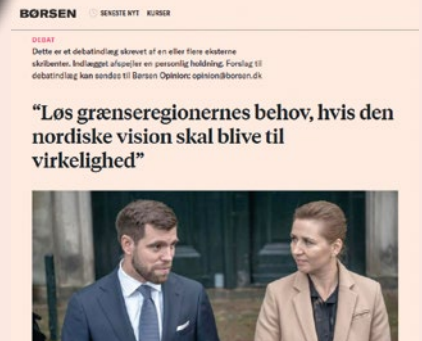 BØRSEN
SENESTE NYT KURSER
DEBAT
Dette er et debatindlæg skrevet af en eller flere eksterne
skribenter. Indlægget afspejler en personlig holdning. Forslag til
debatindlæg kan sendes til Børsen Opinion: opinion@borsen.dk
“Løs grænseregionernes behov, hvis den
nordiske vision skal blive til
virkelighed”